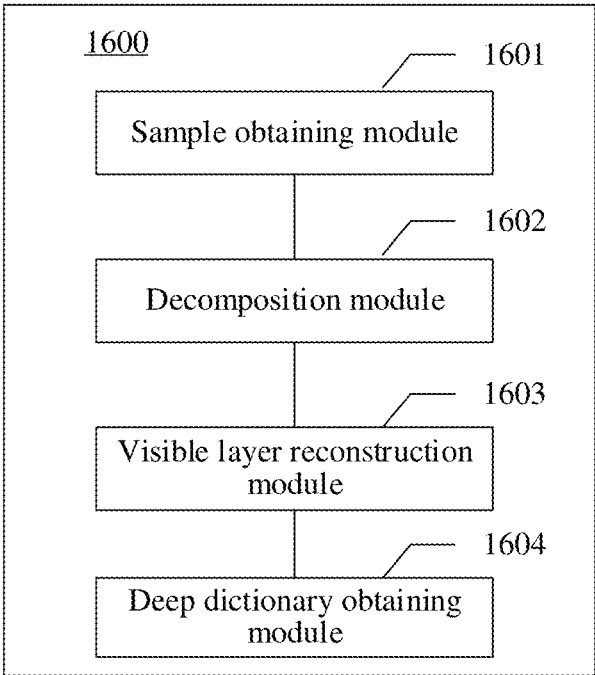 1600
1601
Sample obtaining module
1602
Decomposition module
1603
Visible layer reconstruction
module
1604
Deep dictionary obtaining
module